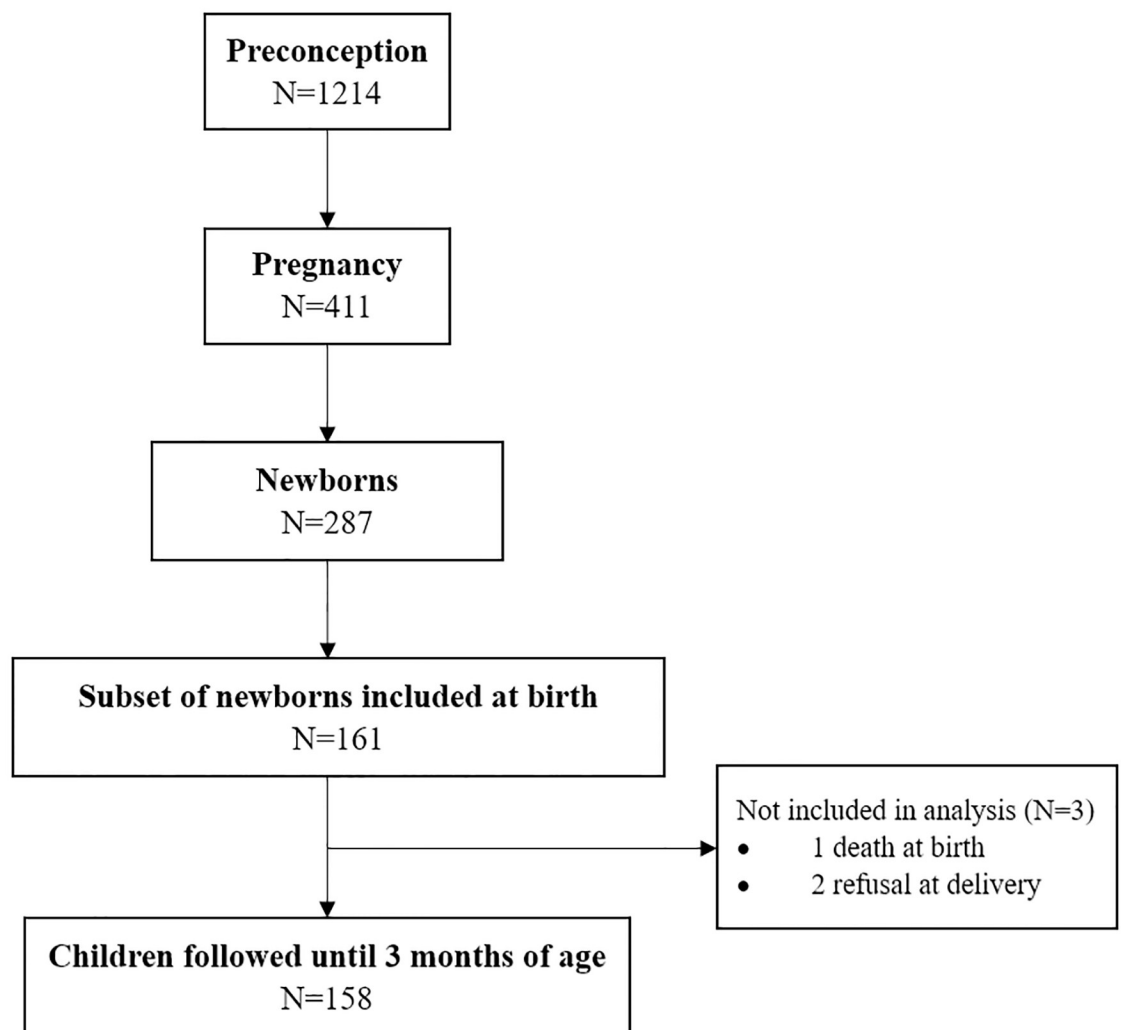 Preconception
N=1214
Pregnancy
N=411
Newborns
N=287
Subset of newborns included at birth
N=161
Not included in analysis (N=3)
• 1 death at birth
• 2 refusal at delivery
Children followed until 3 months of age
N=158